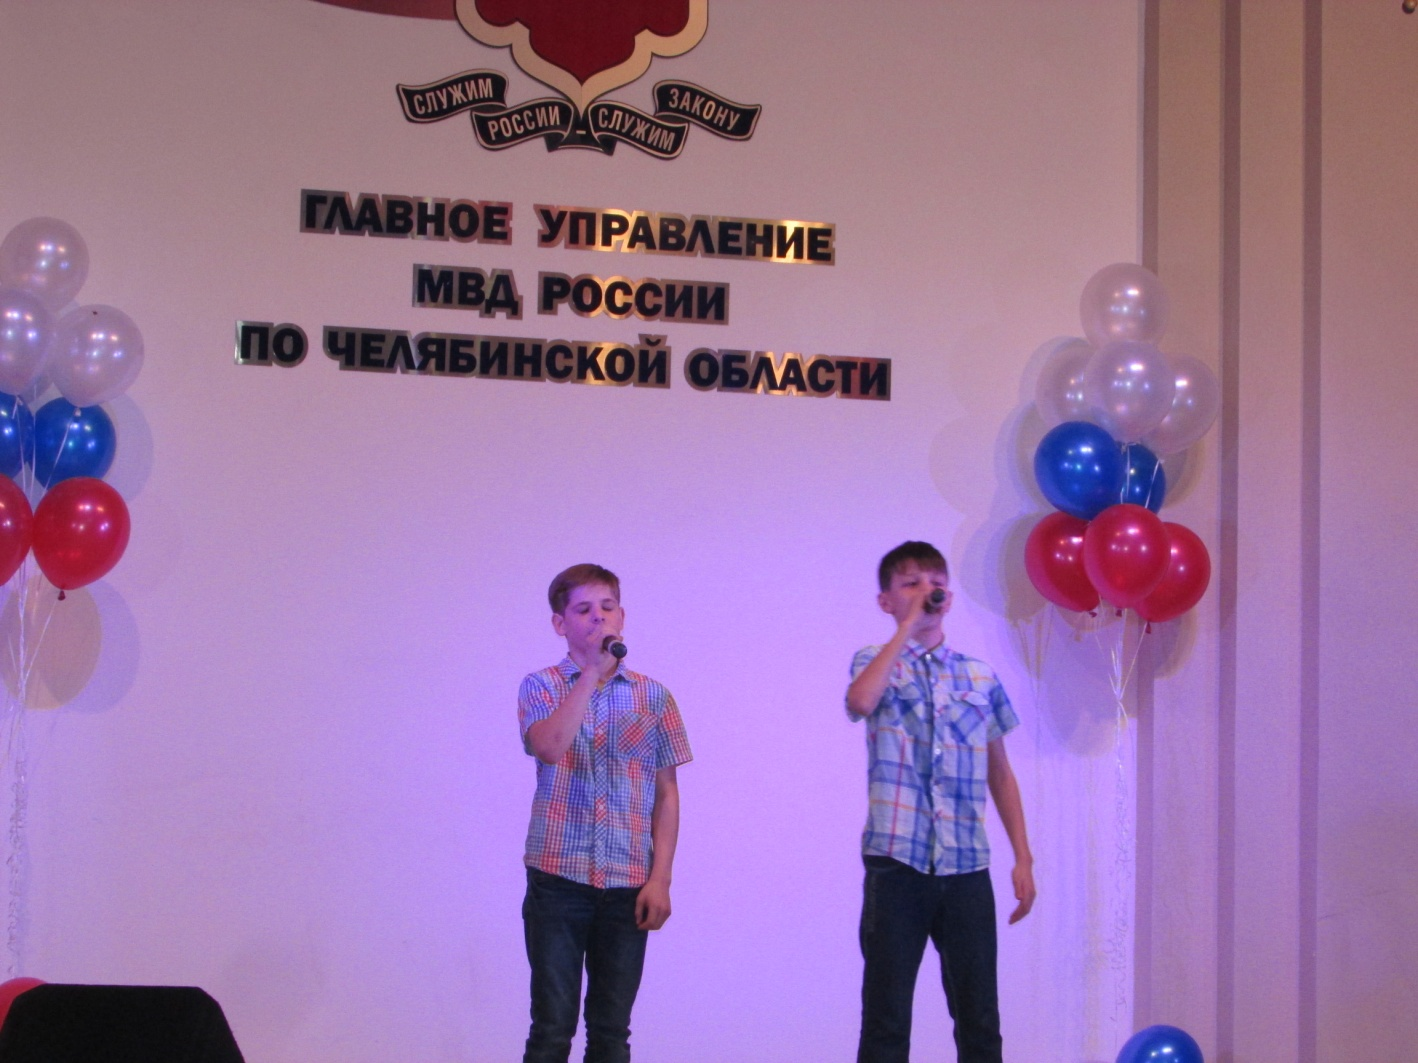 СЛУЖИМ РОССИИ - СЛУЖИМ ЗАКОНУ
ГЛАВНОЕ УПРАВЛЕНИЕ
МВД РОССИИ
ПО ЧЕЛЯБИНСКОЙ ОБЛАСТИ